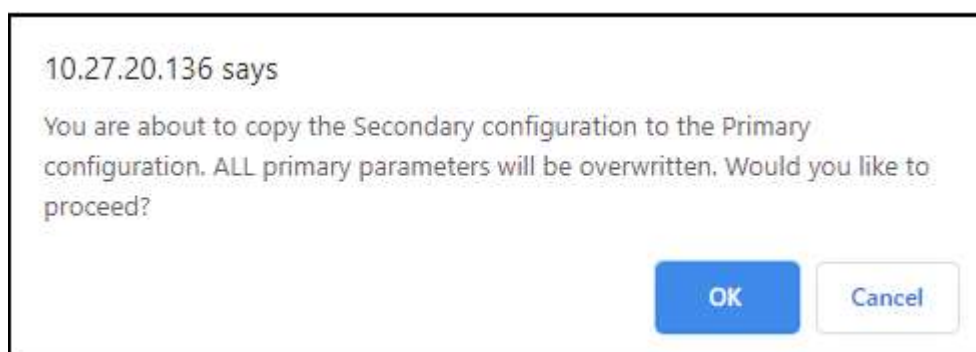 10.27.20.136 says
You are about to copy the Secondary configuration to the Primary
configuration. ALL primary parameters will be overwritten. Would you like to
proceed?
OK Cancel